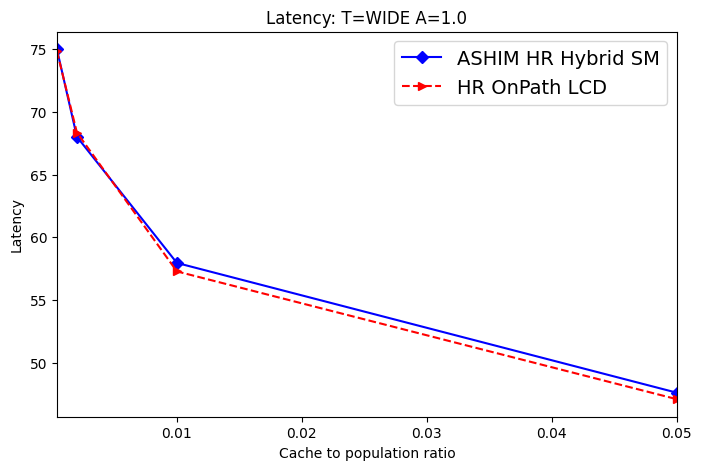 Latency: T=WIDE A=1.0
ASHIM HR Hybrid SM
HR OnPath LCD
Latency
75
70
65
60
55
50
0.01 0.02 0.03 0.04 0.05
Cache to population ratio